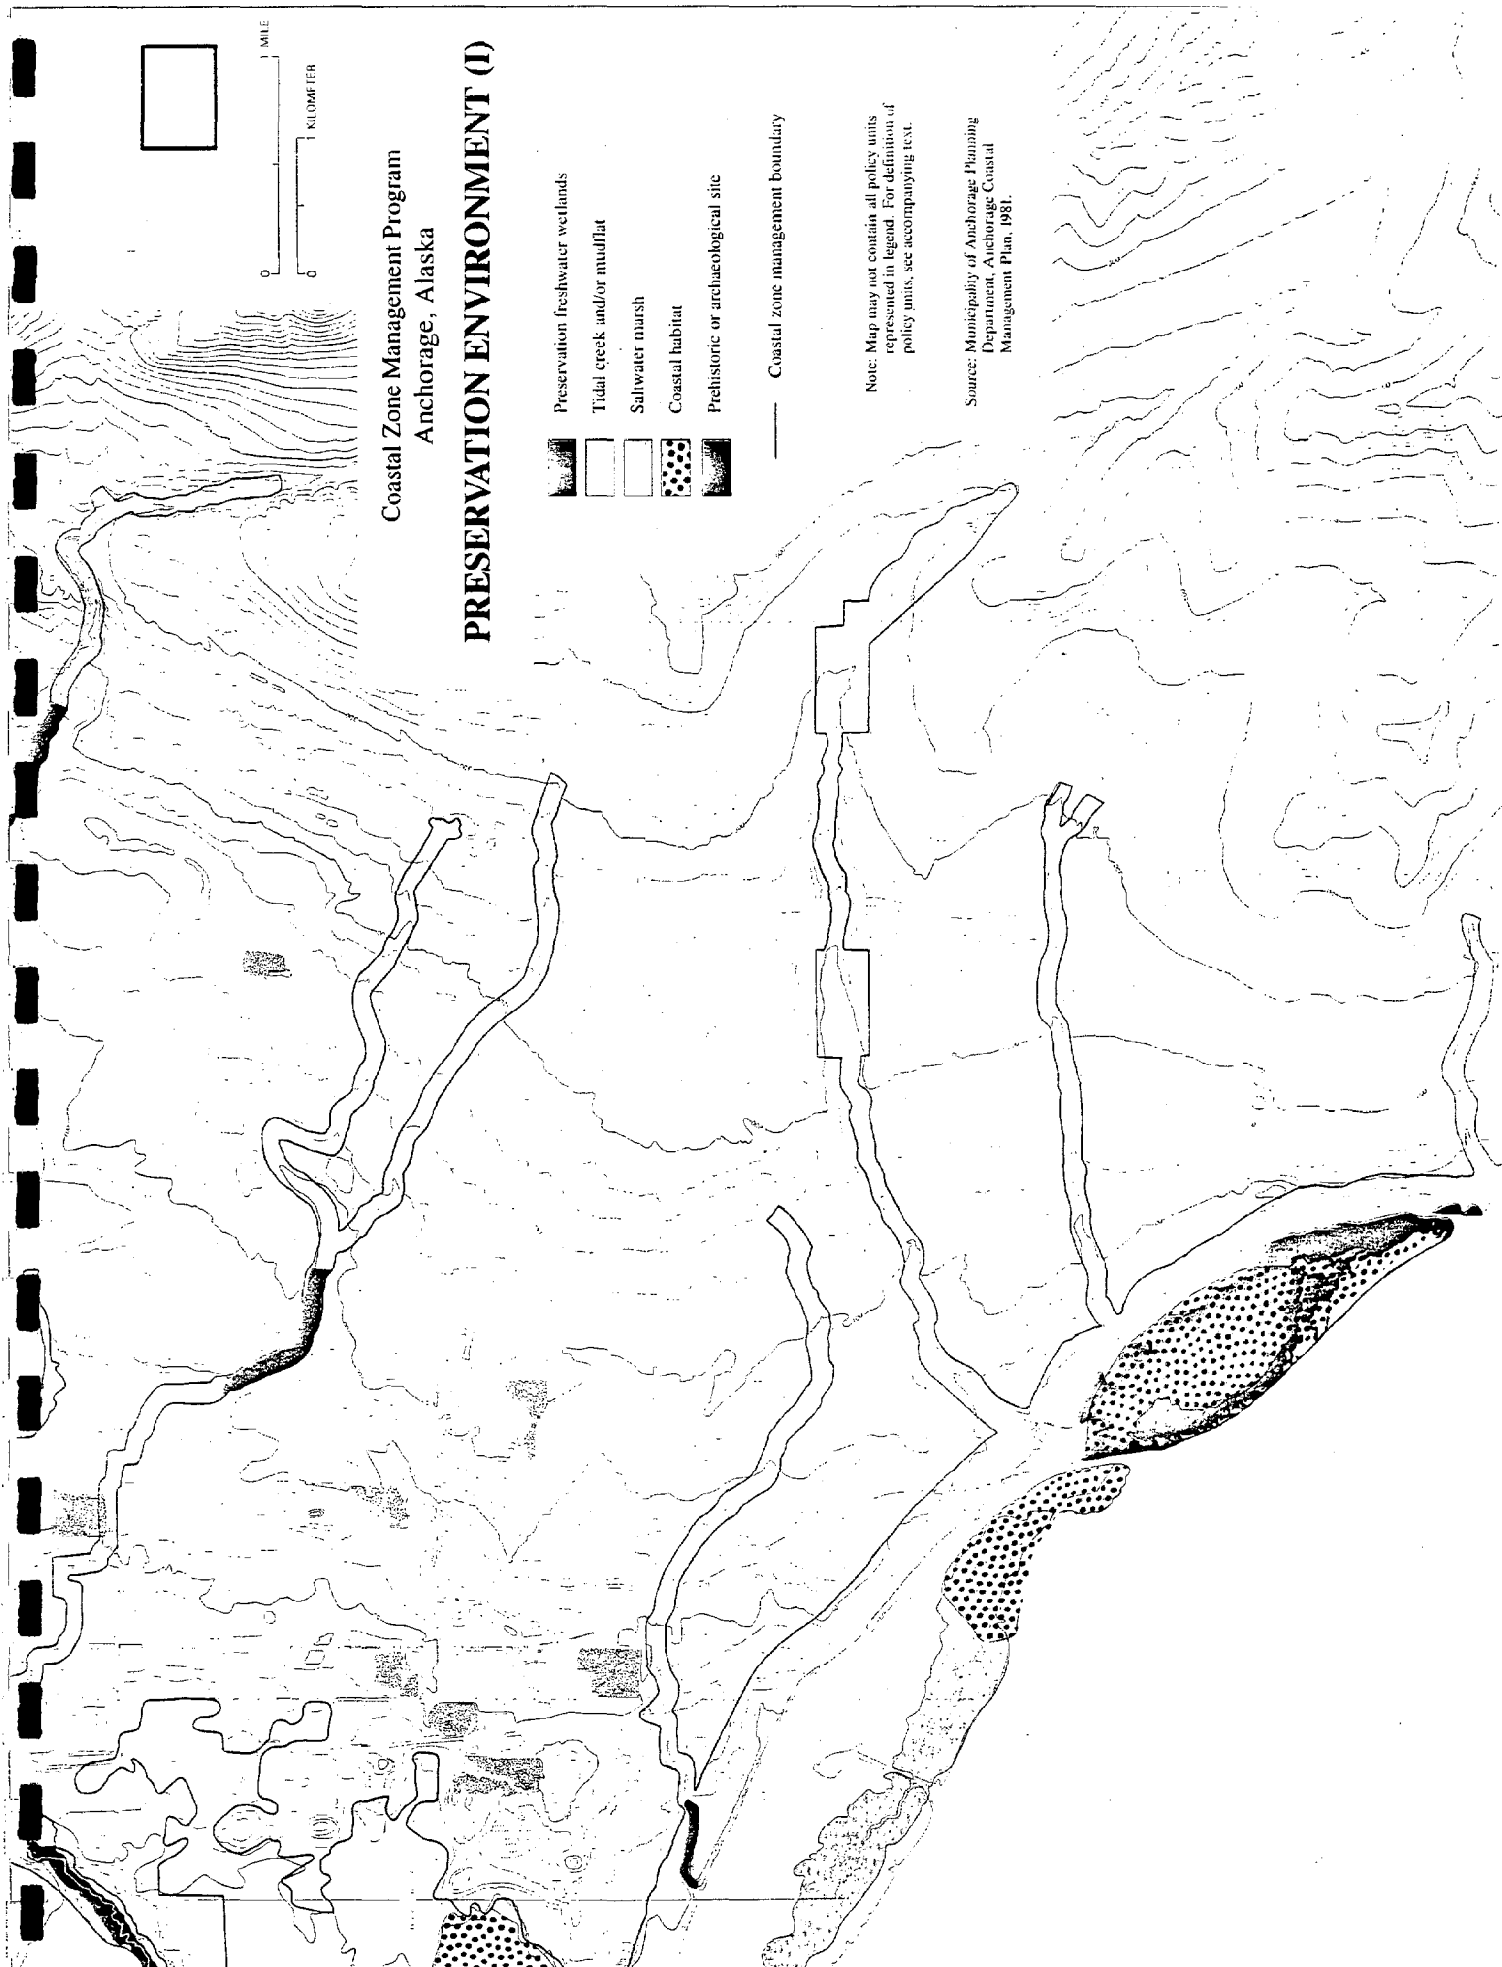 0 1 MILE
0 1 KILOMETER
Coastal Zone Management Program
Anchorage, Alaska
PRESERVATION ENVIRONMENT (I)
Preservation freshwater wetlands
Tidal creek and/or mudflat
Saltwater marsh
Coastal habitat
Prehistoric or archaeological site
Coastal zone management boundary
Note: Map may not contain all policy units
represented in legend. For definition of
policy units, see accompanying text.
Source: Municipality of Anchorage Planning
Department, Anchorage Coastal
Management Plan, 1981.